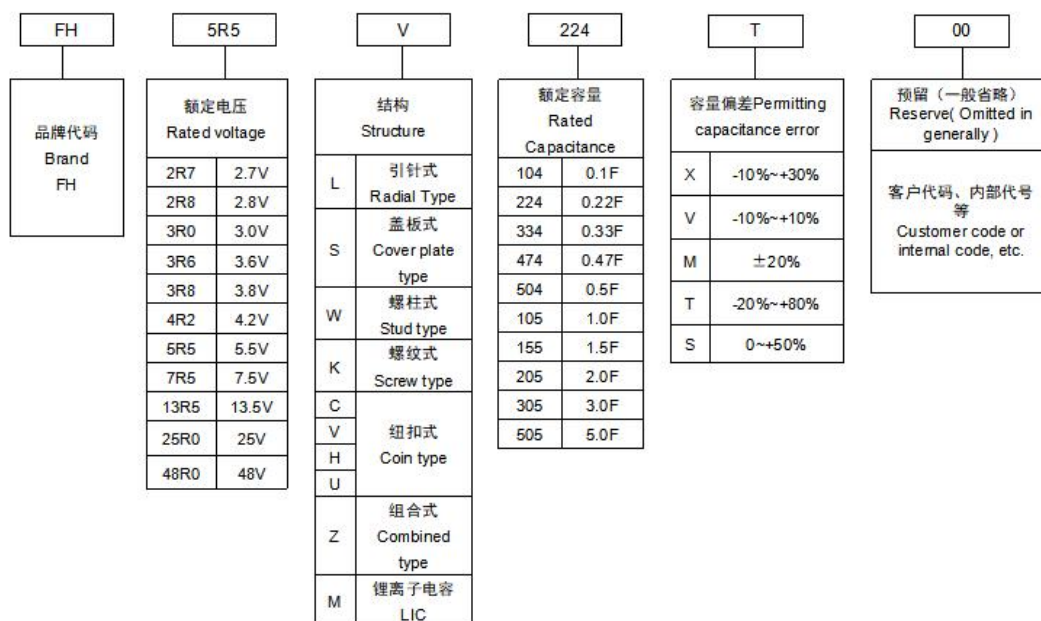 FH
5R5
V
224
T
00
品牌代码
Brand
FH
额定电压
Rated voltage
2R7 2.7V
2R8 2.8V
3R0 3.0V
3R6 3.6V
3R8 3.8V
4R2 4.2V
5R5 5.5V
7R5 7.5V
13R5 13.5V
25R0 25V
48R0 48V
结构
Structure
L
引针式
Radial Type
S
盖板式
Cover plate
type
W
螺柱式
Stud type
K
螺纹式
Screw type
C
V
H
U
纽扣式
Coin type
Z
组合式
Combined
type
M
锂离子电容
LIC
额定容量
Rated
Capacitance
104 0.1F
224 0.22F
334 0.33F
474 0.47F
504 0.5F
105 1.0F
155 1.5F
205 2.0F
305 3.0F
505 5.0F
容量偏差Permitting
capacitance error
X -10%~+30%
V -10%~+10%
M ±20%
T -20%~+80%
S 0~+50%
预留（一般省略）
Reserve( Omitted in
generally )
客户代码、内部代号
等
Customer code or
internal code, etc.